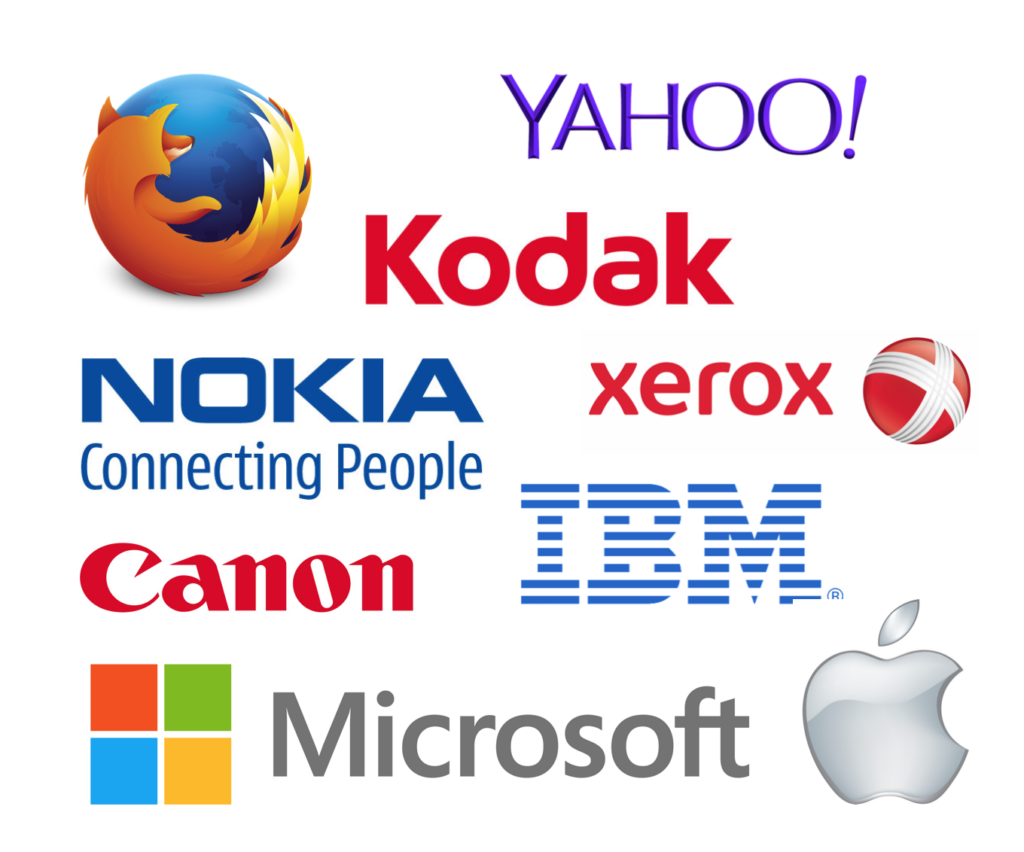 YAHOO!
Kodak
NOKIA
Connecting People
xerox
IBM®
Canon
Microsoft